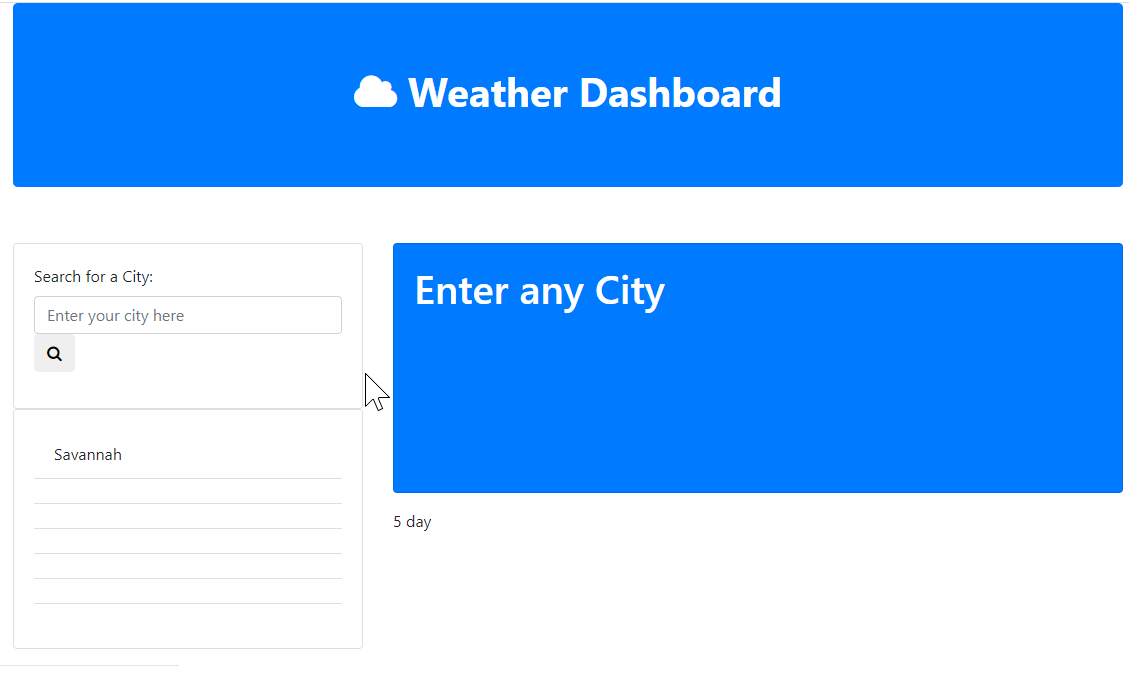 Weather Dashboard
Search for a City:
Enter your city here
Savannah
Enter any City
5 day